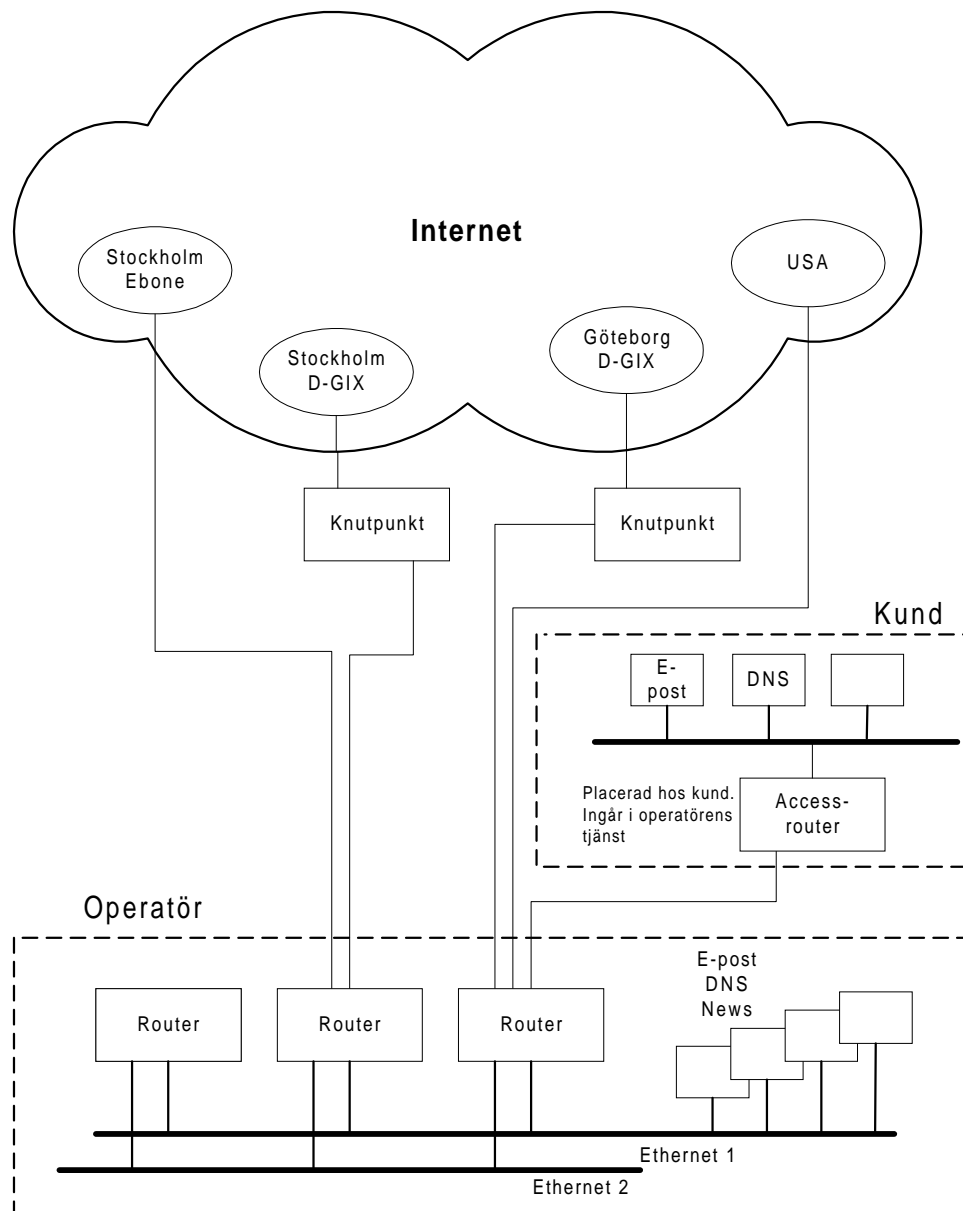 Internet
Stockholm
Ebone
USA
Stockholm
D-GIX
Göteborg
D-GIX
Knutpunkt
Knutpunkt
Kund
E-
post
DNS
Placerad hos kund.
Ingår i operatörens
tjänst
Access-
router
Operatör
E-post
DNS
News
Router
Router
Router
Ethernet 1
Ethernet 2